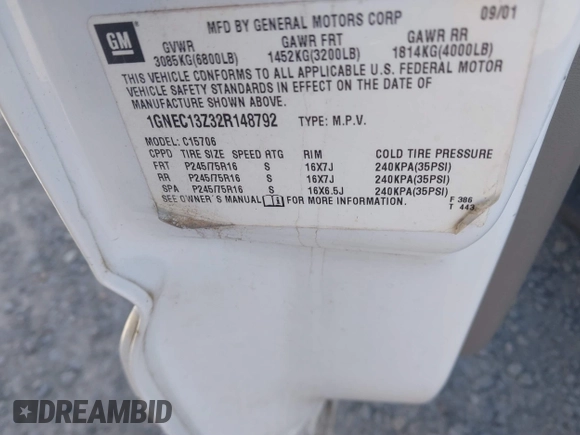 MFD BY GENERAL MOTORS CORP 09/01
GM
GVWR GAWR FRT GAWR RR
3085KG(6800LB) 1452KG(3200LB) 1814KG(4000LB)
THIS VEHICLE CONFORMS TO ALL APPLICABLE U.S. FEDERAL MOTOR
VEHICLE SAFETY STANDARDS IN EFFECT ON THE DATE OF
MANUFACTURE SHOWN ABOVE.
1GNEC13Z32R148792 TYPE: M.P.V.
MODEL: C15706
CPPD TIRE SIZE SPEED RTG RIM COLD TIRE PRESSURE
FRT P245/75R16 S 16X7J 240KPA(35PSI)
RR P245/75R16 S 16X7J 240KPA(35PSI)
SPA P245/75R16 S 16X6.5J 240KPA(35PSI)
SEE OWNER'S MANUAL FOR MORE INFORMATION.
F 386
T 443
DREAMBID